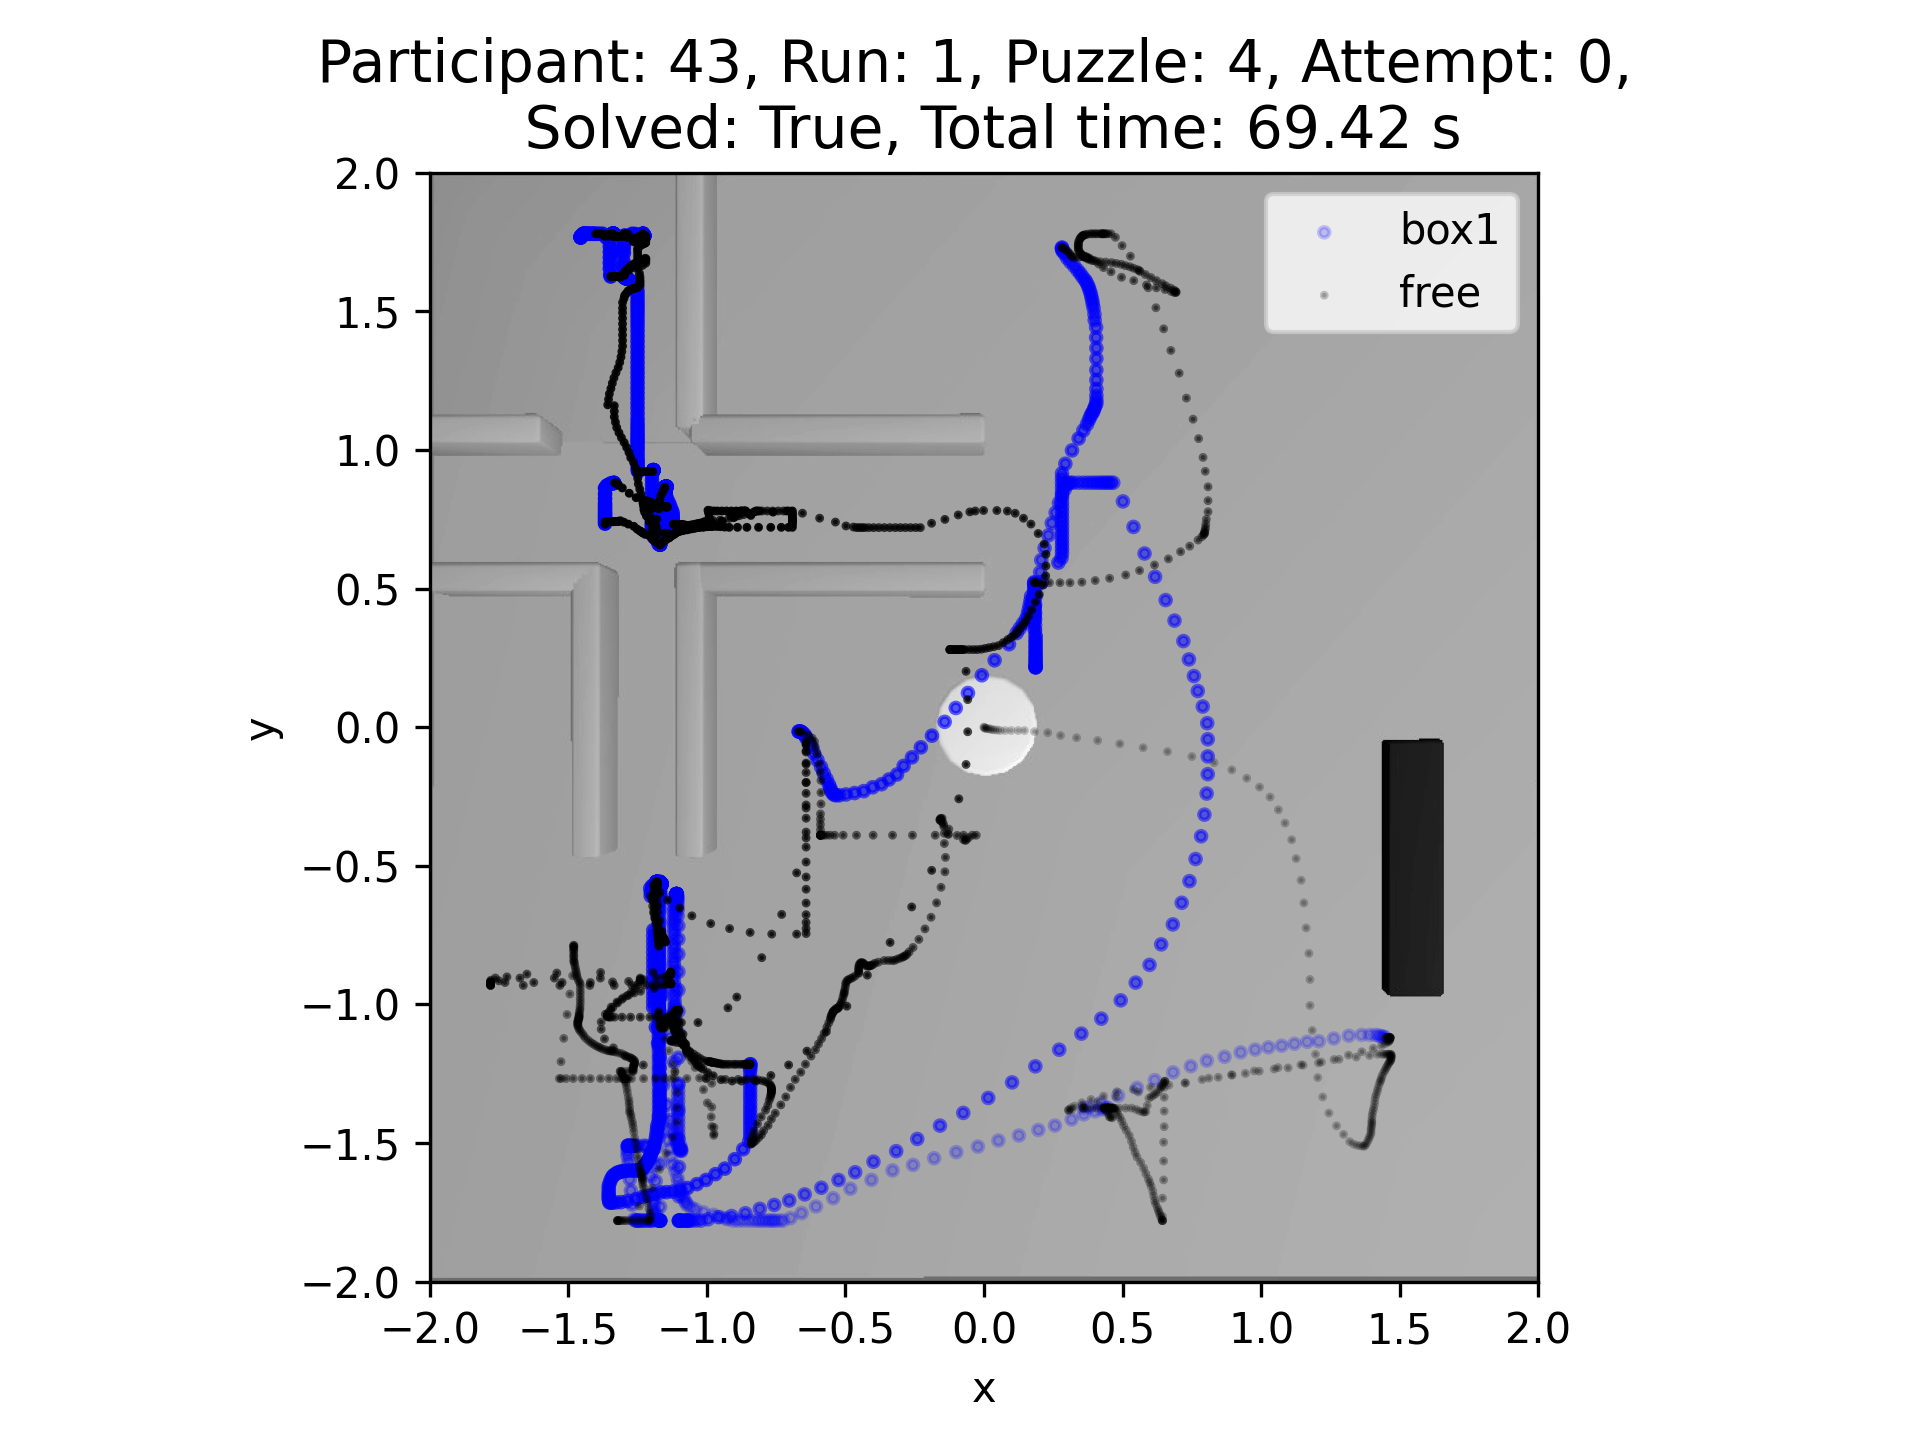 Participant: 43, Run: 1, Puzzle: 4, Attempt: 0,
Solved: True, Total time: 69.42 s
box1
free
2.0
1.5
1.0
0.5
0.0
−0.5
−1.0
−1.5
−2.0
y
−2.0 −1.5 −1.0 −0.5 0.0 0.5 1.0 1.5 2.0
x